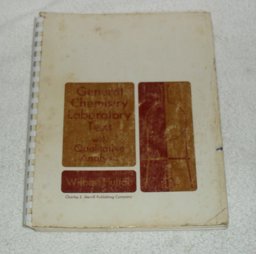 General
Chemistry
Laboratory
Text
with
Qualitative
Analysis
Charles E. Merrill Publishing Company